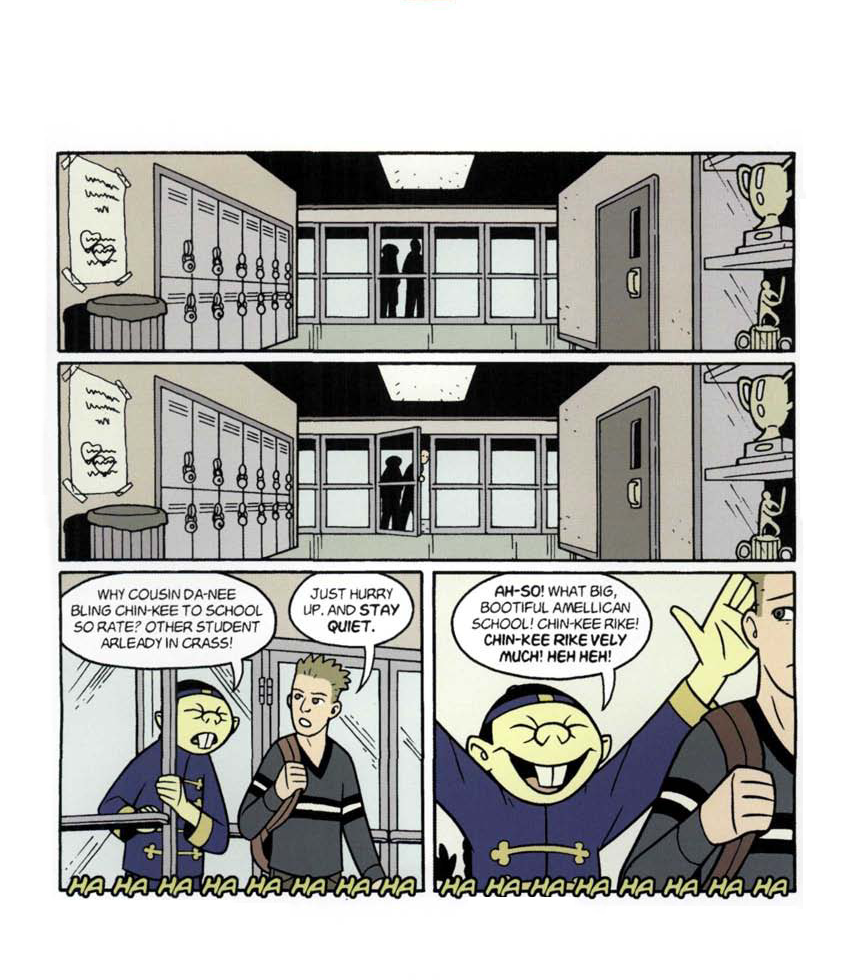 WHY COUSIN DA-NEE
BLING CHIN-KEE TO SCHOOL
SO RATE? OTHER STUDENT
ARLEADY IN CRASS!
JUST HURRY
UP. AND STAY
QUIET.
AH-SO! WHAT BIG,
BOOTIFUL AMELLICAN
SCHOOL! CHIN-KEE RIKE!
CHIN-KEE RIKE VELY
MUCH! HEH HEH!
HA HA HA HA HA HA HA HA
HA HA HA HA HA HA HA HA